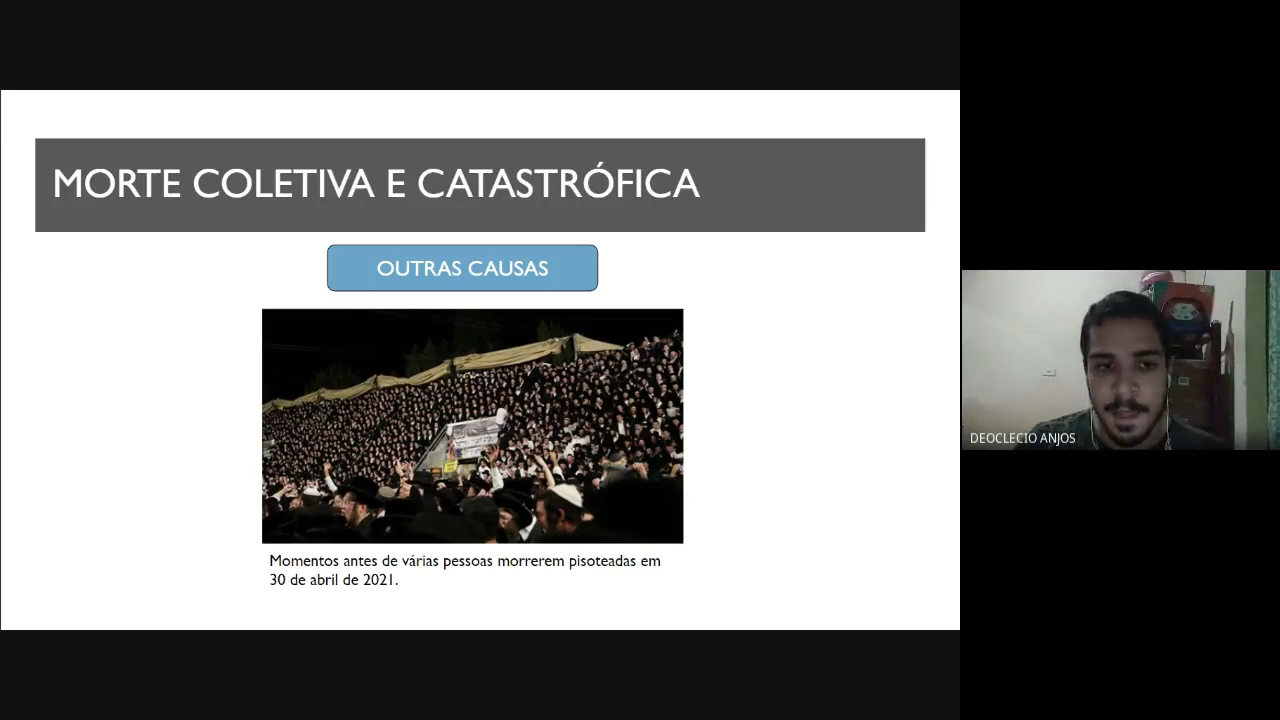 MORTE COLETIVA E CATASTRÓFICA
OUTRAS CAUSAS
Momentos antes de várias pessoas morrerem pisoteadas em
30 de abril de 2021.
DEOCLECIO ANJOS